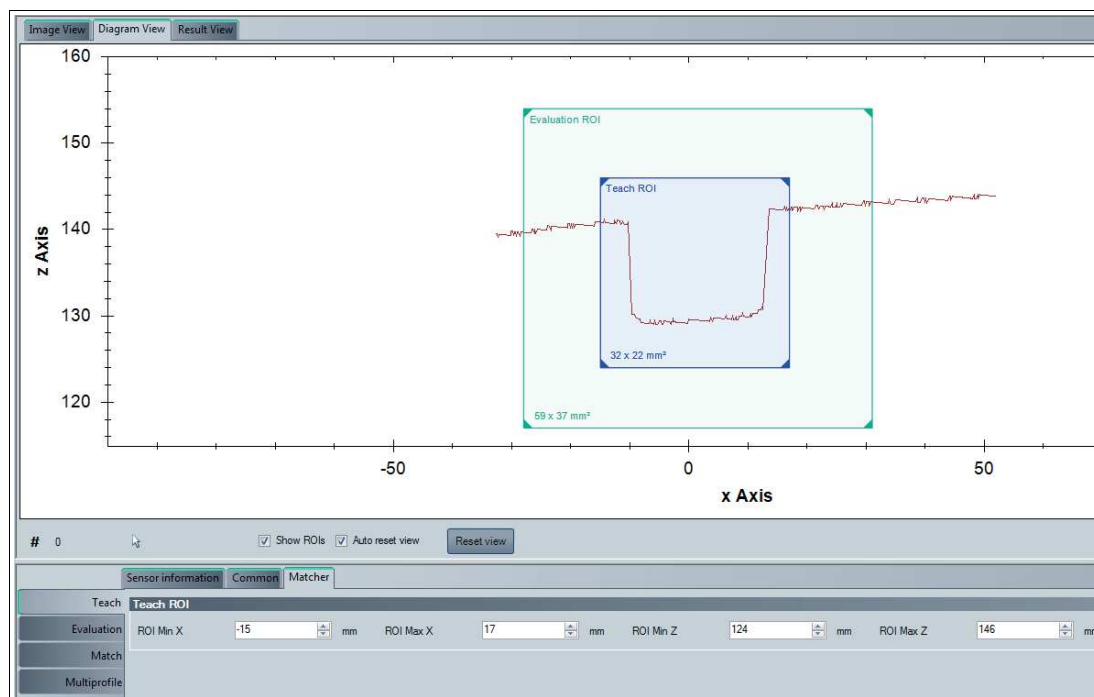 Image View Diagram View Result View
160
Evaluation ROI
150
Teach ROI
140
z Axis
130
32 x 22 mm²
120
59 x 37 mm²
-50 0 50
x Axis
# 0 Show ROIs Auto reset view Reset view
Sensor information Common Matcher
Teach Teach ROI
Evaluation ROI Min X -15 mm ROI Max X 17 mm ROI Min Z 124 mm ROI Max Z 146
Match
Multiprofile